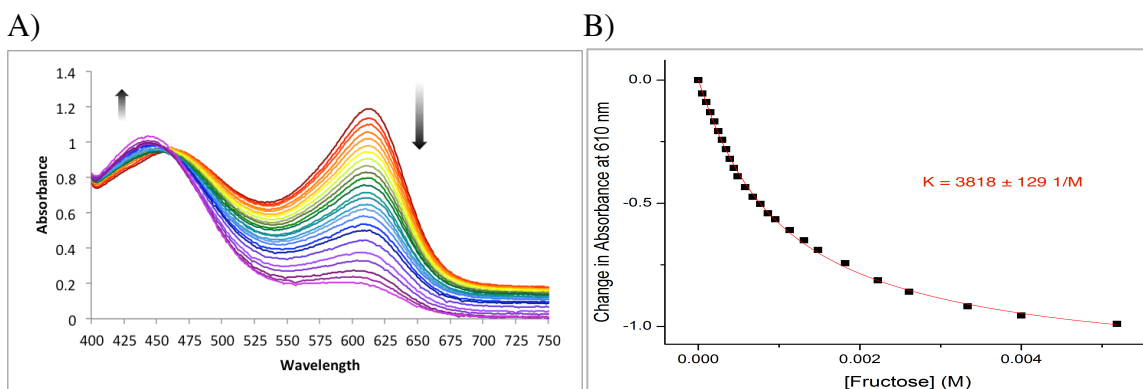 A)
Absorbance
1.4
1.2
1
0.8
0.6
0.4
0.2
0
400 425 450 475 500 525 550 575 600 625 650 675 700 725 750
Wavelength
B)
Change in Absorbance at 610 nm
0.0
-0.5
-1.0
K = 3818 ± 129 1/M
0.000 0.002 0.004
[Fructose] (M)